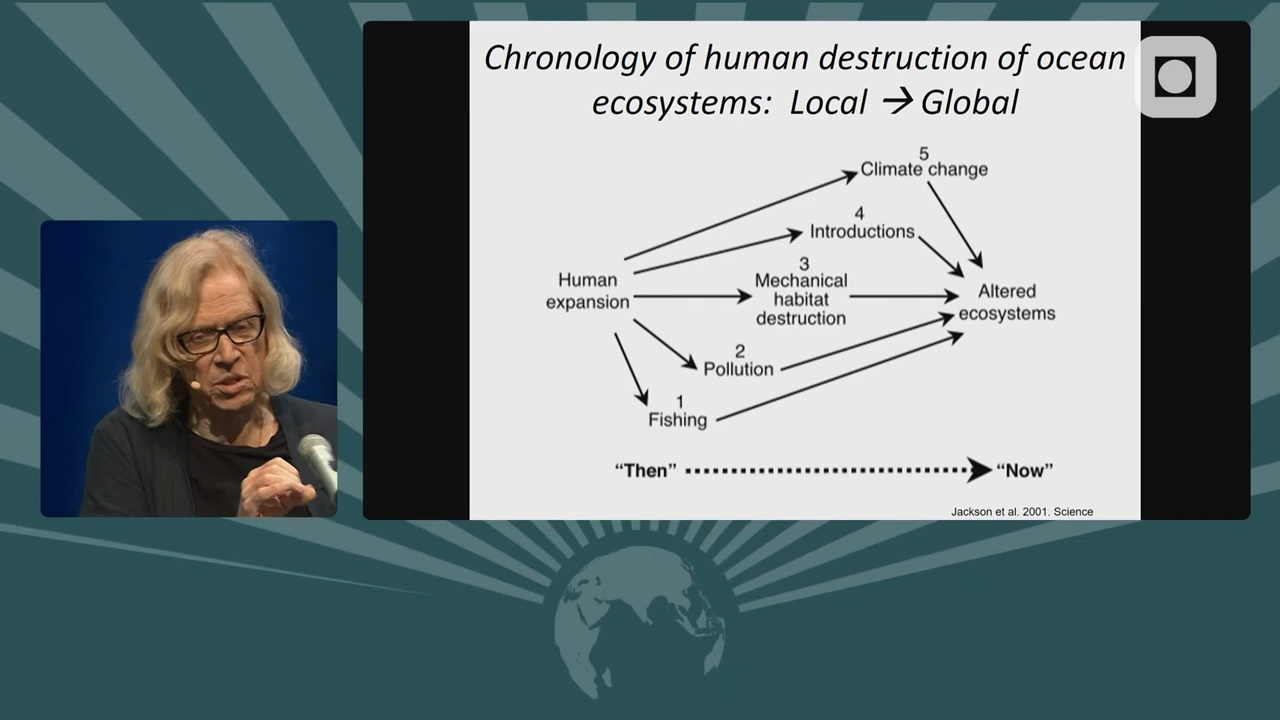 Chronology of human destruction of ocean
ecosystems: Local → Global
5
Climate change
4
Introductions
3
Mechanical
habitat
destruction
Human
expansion
Altered
ecosystems
2
Pollution
1
Fishing
“Then”
“Now”
Jackson et al. 2001. Science